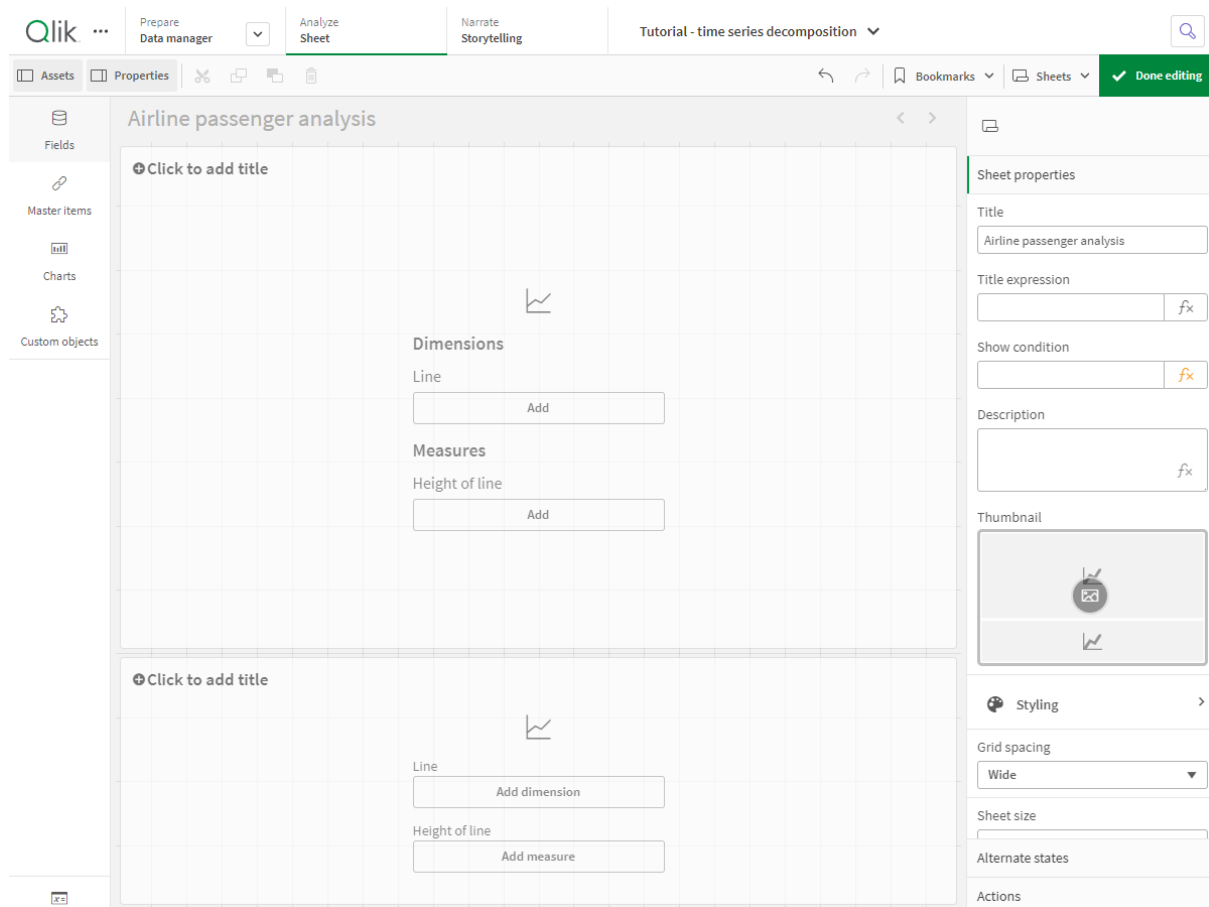 Qlik
Prepare
Data manager
Analyze
Sheet
Narrate
Storytelling
Tutorial - time series decomposition
Assets
Properties
Bookmarks
Sheets
Done editing
Fields
Master items
Charts
Custom objects
Airline passenger analysis
Click to add title
Dimensions
Line
Add
Measures
Height of line
Add
Click to add title
Line
Add dimension
Height of line
Add measure
Sheet properties
Title
Airline passenger analysis
Title expression
fx
Show condition
fx
Description
fx
Thumbnail
Styling
Grid spacing
Wide
Sheet size
Alternate states
Actions
x=